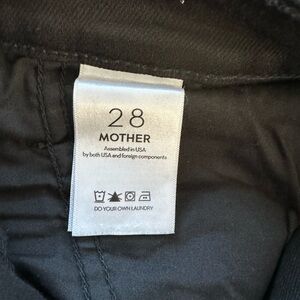 28
MOTHER
Assembled in USA
by both USA and foreign components
DO YOUR OWN LAUNDRY